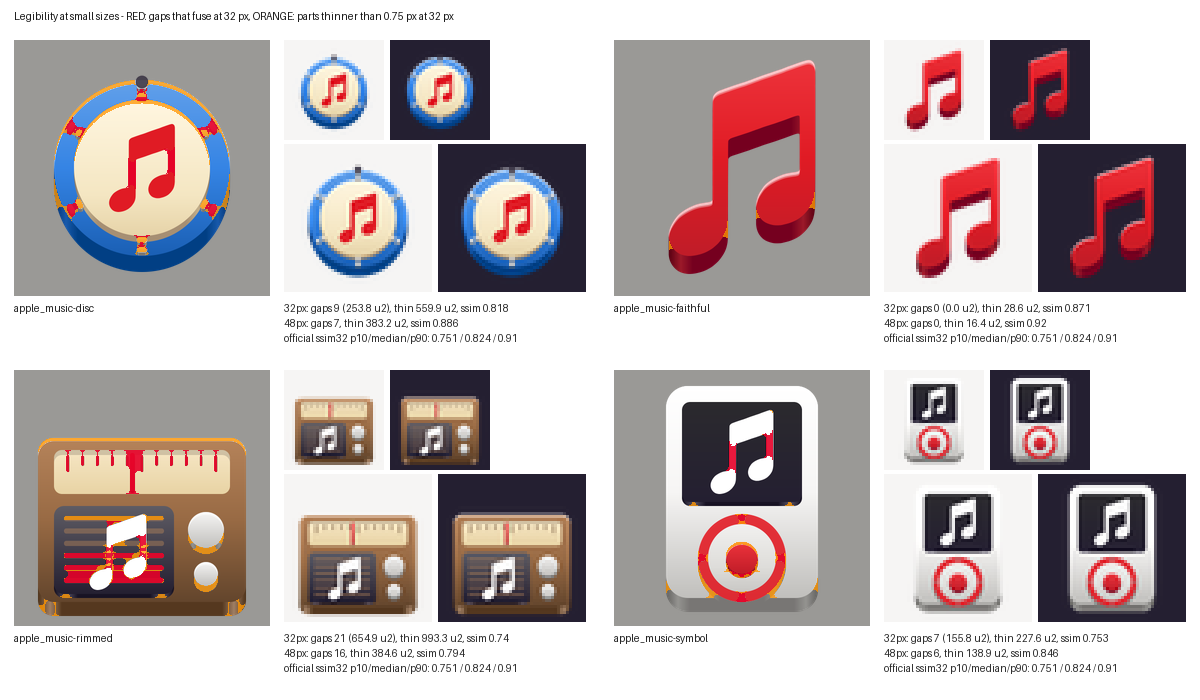 Legibility at small sizes - RED: gaps that fuse at 32 px, ORANGE: parts thinner than 0.75 px at 32 px
apple_music-disc
32px: gaps 9 (253.8 u2), thin 559.9 u2, ssim 0.818
48px: gaps 7, thin 383.2 u2, ssim 0.886
official ssim32 p10/median/p90: 0.751 / 0.824 / 0.91
apple_music-faithful
32px: gaps 0 (0.0 u2), thin 28.6 u2, ssim 0.871
48px: gaps 0, thin 16.4 u2, ssim 0.92
official ssim32 p10/median/p90: 0.751 / 0.824 / 0.91
apple_music-rimmed
32px: gaps 21 (654.9 u2), thin 993.3 u2, ssim 0.74
48px: gaps 16, thin 384.6 u2, ssim 0.794
official ssim32 p10/median/p90: 0.751 / 0.824 / 0.91
apple_music-symbol
32px: gaps 7 (155.8 u2), thin 227.6 u2, ssim 0.753
48px: gaps 6, thin 138.9 u2, ssim 0.846
official ssim32 p10/median/p90: 0.751 / 0.824 / 0.91